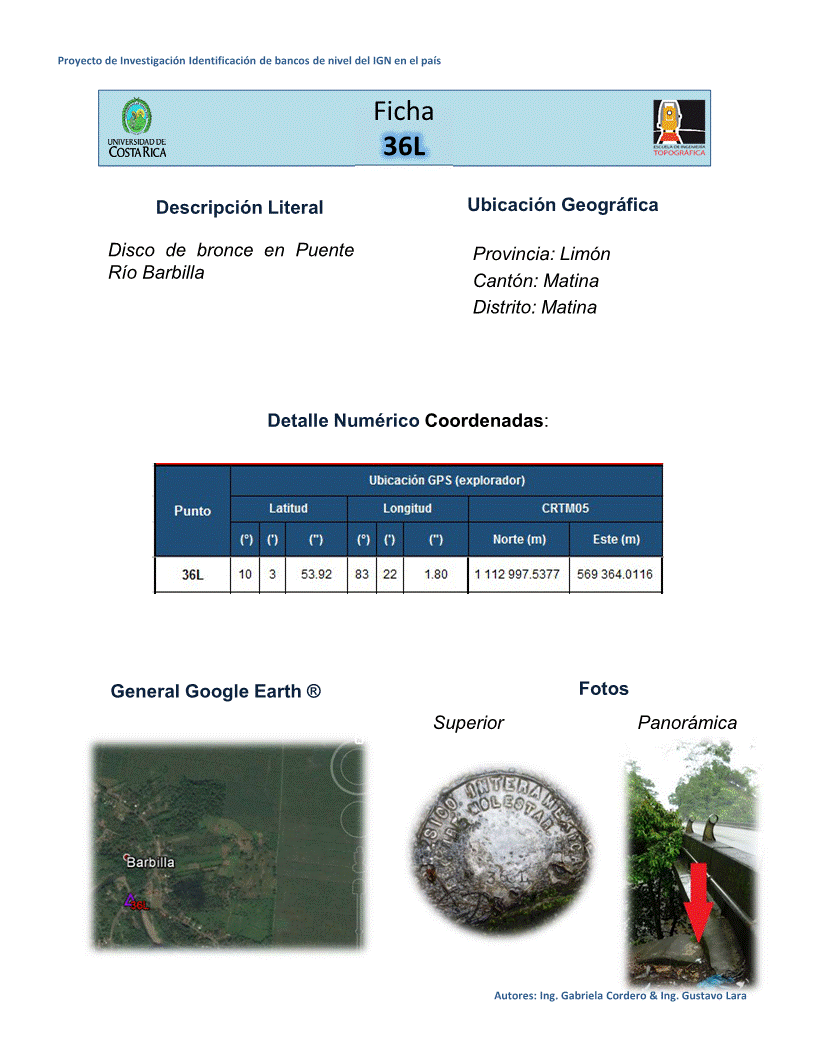 Proyecto de Investigación Identificación de bancos de nivel del IGN en el país
UNIVERSIDAD DE
COSTA RICA
Ficha
36L
ESCUELA DE INGENIERIA
TOPOGRÁFICA
Descripción Literal
Disco de bronce en Puente
Río Barbilla
Ubicación Geográfica
Provincia: Limón
Cantón: Matina
Distrito: Matina
Detalle Numérico Coordenadas:
Punto
Ubicación GPS (explorador)
Latitud Longitud CRTM05
(°) (') (") (°) (') (") Norte (m) Este (m)
36L 10 3 53.92 83 22 1.80 1 112 997.5377 569 364.0116
General Google Earth ®
Fotos
Superior Panorámica
Barbilla
36L
INTERAMERICA
MOLESTAR
36L
Autores: Ing. Gabriela Cordero & Ing. Gustavo Lara